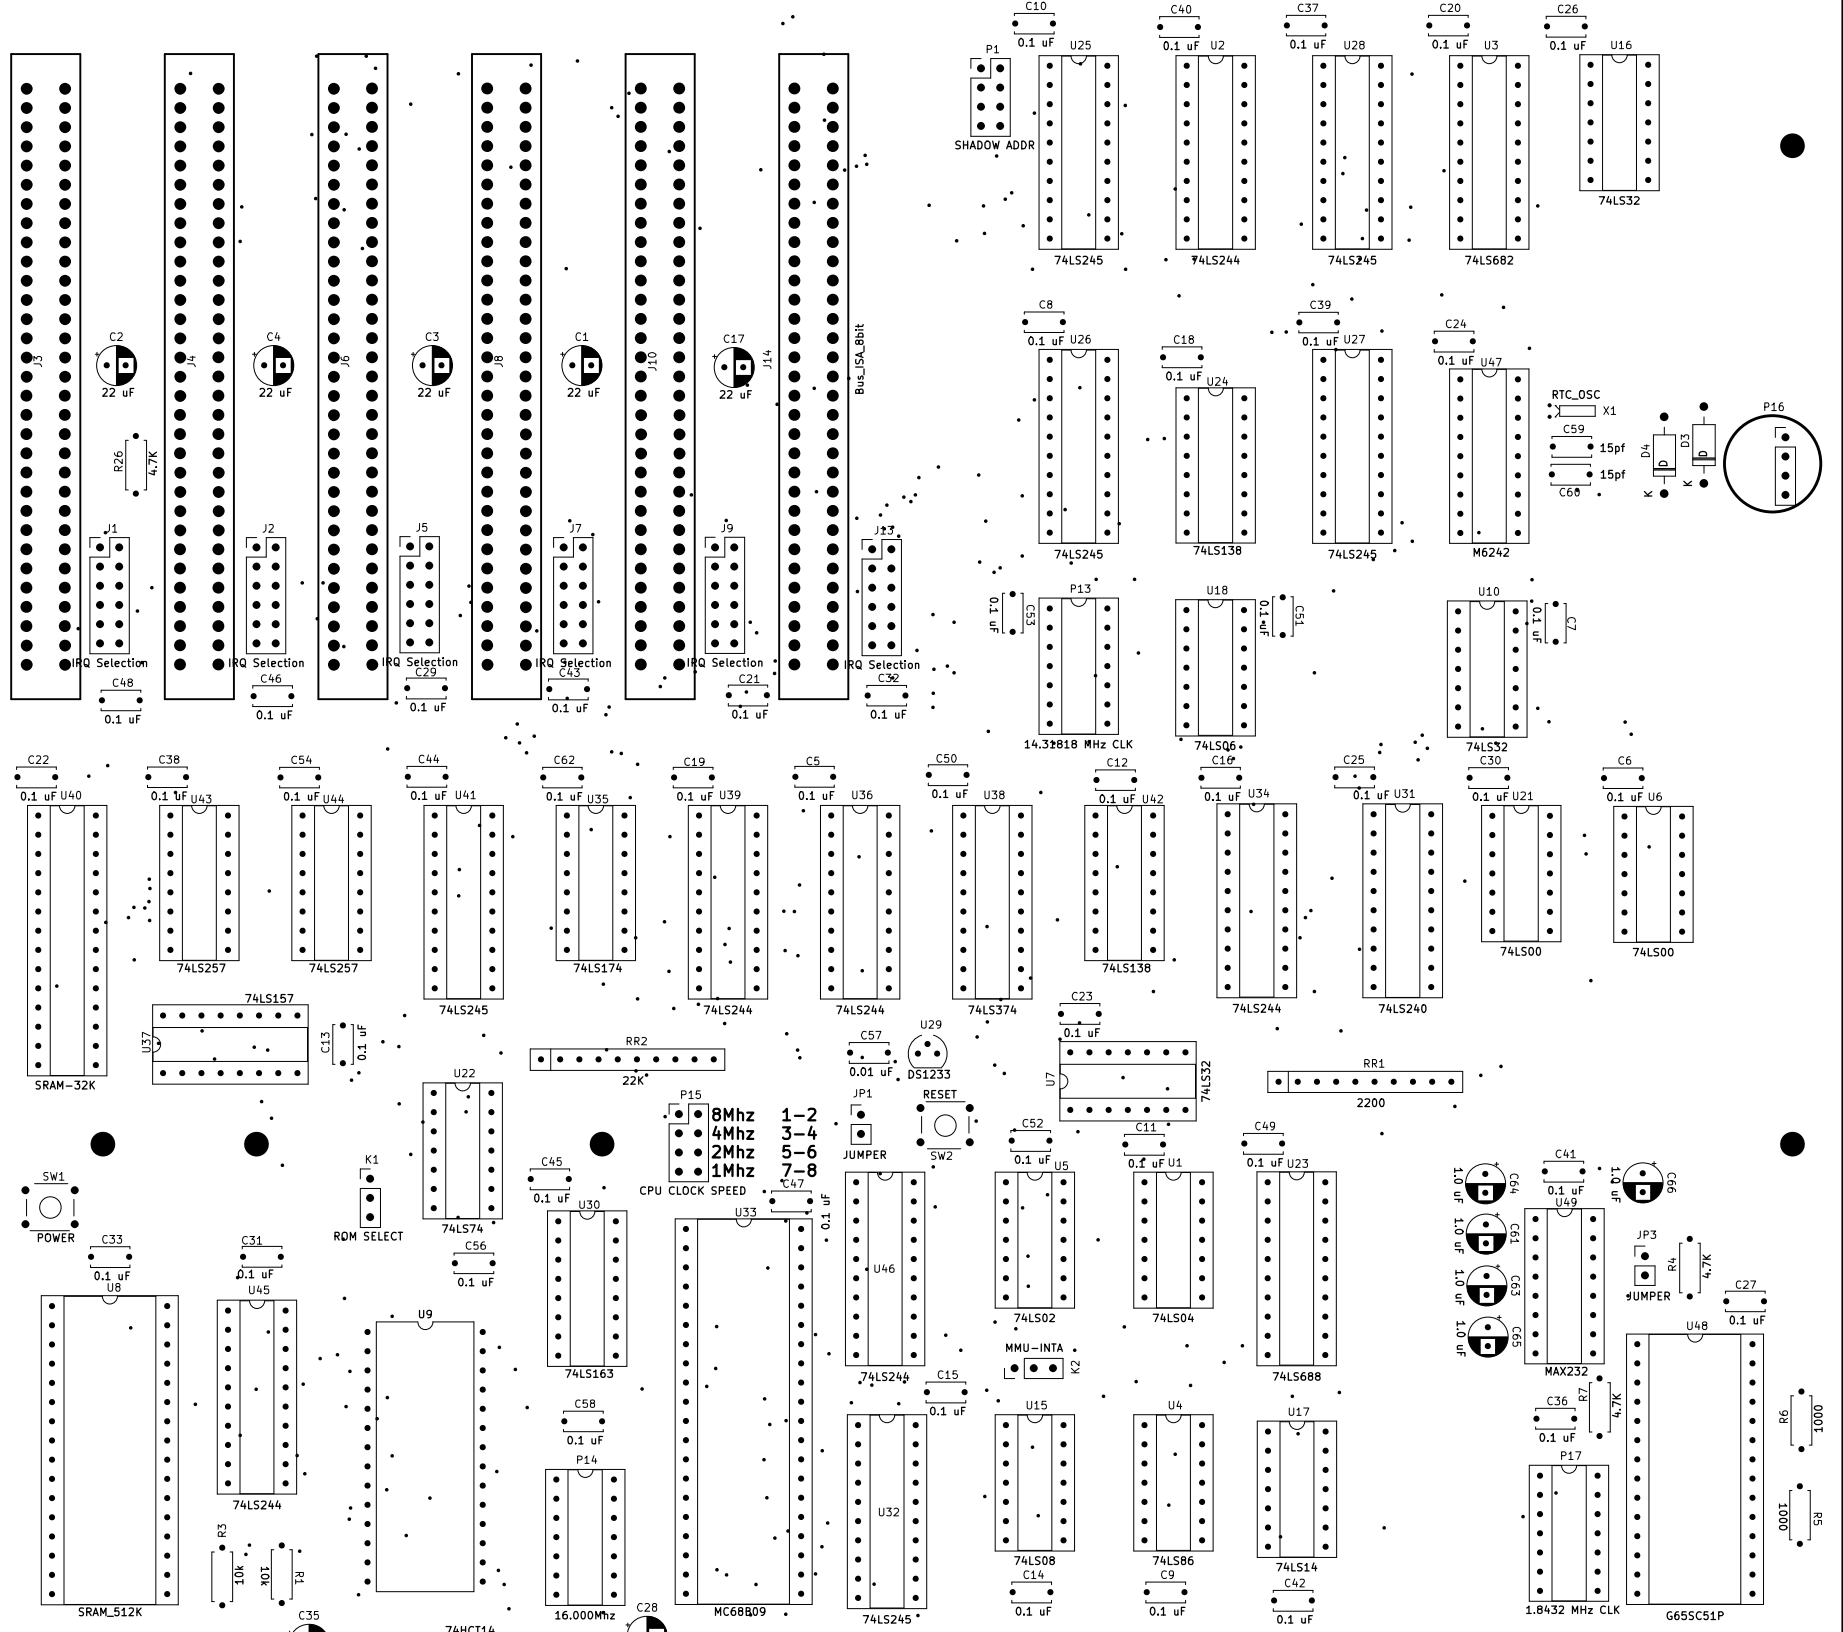 C10
C40
C37
C20
C26
0.1 uF
0.1 uF
0.1 uF
0.1 uF
0.1 uF
P1
U25
U2
U28
U3
U16
SHADOW ADDR
74LS32
74LS245
74LS244
74LS245
74LS682
C8
C39
C24
0.1 uF
U26
C18
0.1 uF
U27
0.1 uF
U47
0.1 uF
U24
J3
C2
22 uF
J4
C4
22 uF
J6
C3
22 uF
J8
C1
22 uF
J10
C17
22 uF
J14
Bus_ISA_8bit
RTC_OSC
X1
C59
15pf
15pf
C60
D4
D
K
D3
D
K
P16
R26
4.7K
74LS245
74LS138
74LS245
M6242
J1
J2
J5
J7
J9
J13
IRQ Selection
IRQ Selection
IRQ Selection
IRQ Selection
IRQ Selection
IRQ Selection
0.1 uF
C53
P13
U18
0.1 uF
C51
U10
0.1 uF
C7
C48
C46
C29
C43
C21
C32
0.1 uF
0.1 uF
0.1 uF
0.1 uF
0.1 uF
0.1 uF
14.31818 MHz CLK
74LS06
74LS32
C22
C38
C54
C44
C62
C19
C5
C50
C12
C16
C25
C30
C6
0.1 uF
U40
0.1 uF
U43
0.1 uF
U44
0.1 uF
U41
0.1 uF
U35
0.1 uF
U39
0.1 uF
U36
0.1 uF
U38
0.1 uF
U42
0.1 uF
U34
0.1 uF
U31
0.1 uF
U21
0.1 uF
U6
74LS257
74LS257
74LS245
74LS174
74LS244
74LS244
74LS374
74LS138
74LS244
74LS240
74LS00
74LS00
74LS157
U37
C13
0.1 uF
SRAM-32K
U22
RR2
22K
C57
0.01 uF
U29
DS1233
C23
0.1 uF
U7
74LS32
RR1
2200
P15
8Mhz 1-2
4Mhz 3-4
2Mhz 5-6
1Mhz 7-8
CPU CLOCK SPEED
JP1
JUMPER
RESET
SW2
C52
0.1 uF
C11
0.1 uF
C49
0.1 uF
SW1
POWER
K1
ROM SELECT
74LS74
C45
0.1 uF
U30
C47
0.1 uF
U33
U5
U1
U23
1.0 uF
C64
C41
0.1 uF
U49
1.0 uF
C66
1.0 uF
C61
1.0 uF
C63
1.0 uF
C65
JP3
JUMPER
R4
4.7K
C27
0.1 uF
C33
0.1 uF
U8
C31
0.1 uF
U45
C56
0.1 uF
U9
U46
74LS02
74LS04
U48
74LS163
74LS244
MMU-INTA
K2
74LS688
MAX232
C58
0.1 uF
C15
0.1 uF
U15
U4
U17
C36
0.1 uF
R7
4.7K
R6
1000
P14
P17
74LS244
U32
1000
R5
R3
10k
10k
R1
74LS08
74LS86
74LS14
SRAM_512K
16.000Mhz
MC68B09
74LS245
C14
0.1 uF
C9
0.1 uF
C42
0.1 uF
1.8432 MHz CLK
G65SC51P
C35
74HCT14
C28